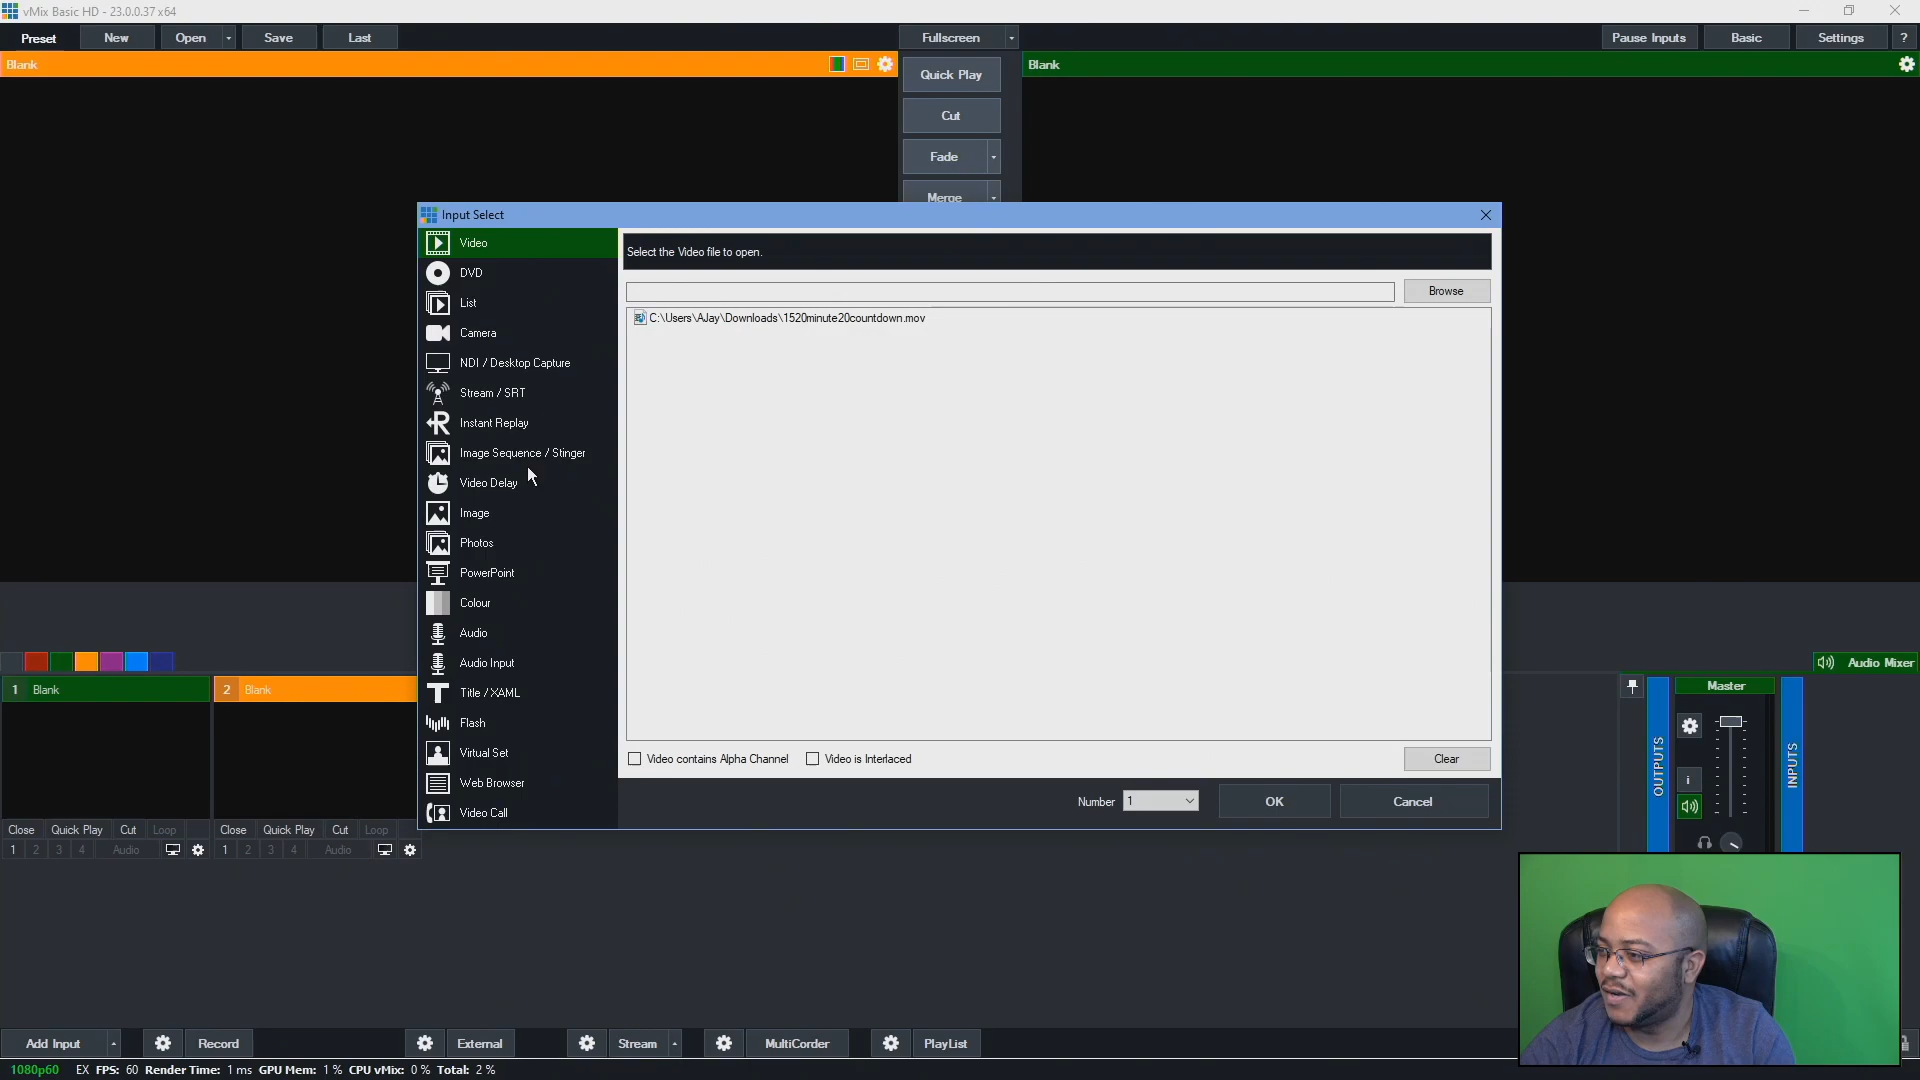 vMix Basic HD - 23.0.0.37 x64
Preset New Open Save Last Fullscreen Pause Inputs Basic Settings ?
Blank
Blank
Quick Play
Cut
Fade
Merge
Input Select
Video
DVD
List
Camera
NDI / Desktop Capture
Stream / SRT
Instant Replay
Image Sequence / Stinger
Video Delay
Image
Photos
PowerPoint
Colour
Audio
Audio Input
Title / XAML
Flash
Virtual Set
Web Browser
Video Call
Select the Video file to open.
Browse
C:\Users\AJay\Downloads\1520minute20countdown.mov
Video contains Alpha Channel Video is Interlaced Clear
Number 1 OK Cancel
Audio Mixer
1 Blank
2 Blank
Close Quick Play Cut Loop
1 2 3 4 Audio
Close Quick Play Cut Loop
1 2 3 4 Audio
Master
OUTPUTS
INPUTS
i
Add Input Record External Stream MultiCorder PlayList
1080p60 EX FPS: 60 Render Time: 1 ms GPU Mem: 1 % CPU vMix: 0 % Total: 2 %